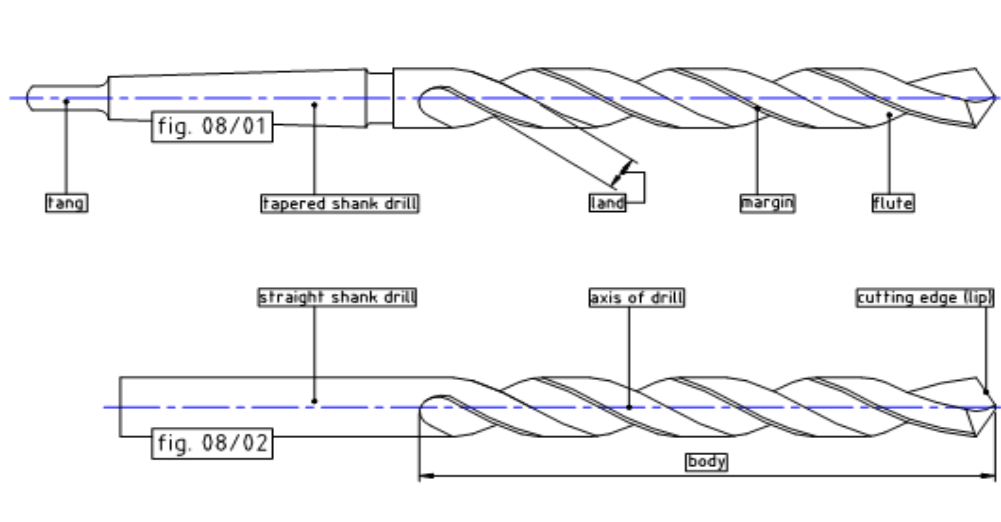 fig. 08/01
tang
tapered shank drill
land
margin
flute
straight shank drill
axis of drill
cutting edge (lip)
fig. 08/02
body